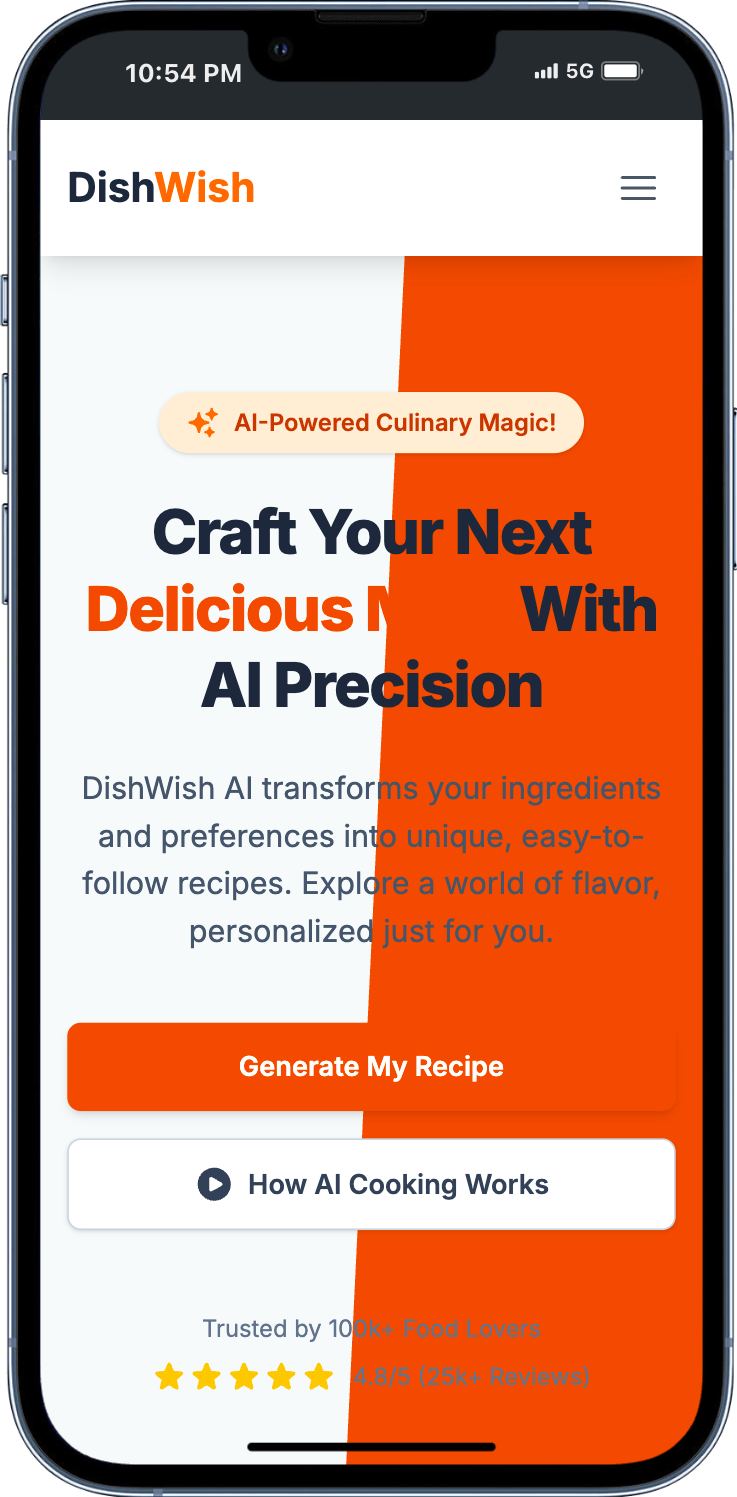 10:54 PM 5G
DishWish
AI-Powered Culinary Magic!
Craft Your Next
Delicious With
AI Precision
DishWish AI transforms your ingredients
and preferences into unique, easy-to-
follow recipes. Explore a world of flavor,
personalized just for you.
Generate My Recipe
How AI Cooking Works
Trusted by 100k+ Food Lovers
4.8/5 (25k+ Reviews)